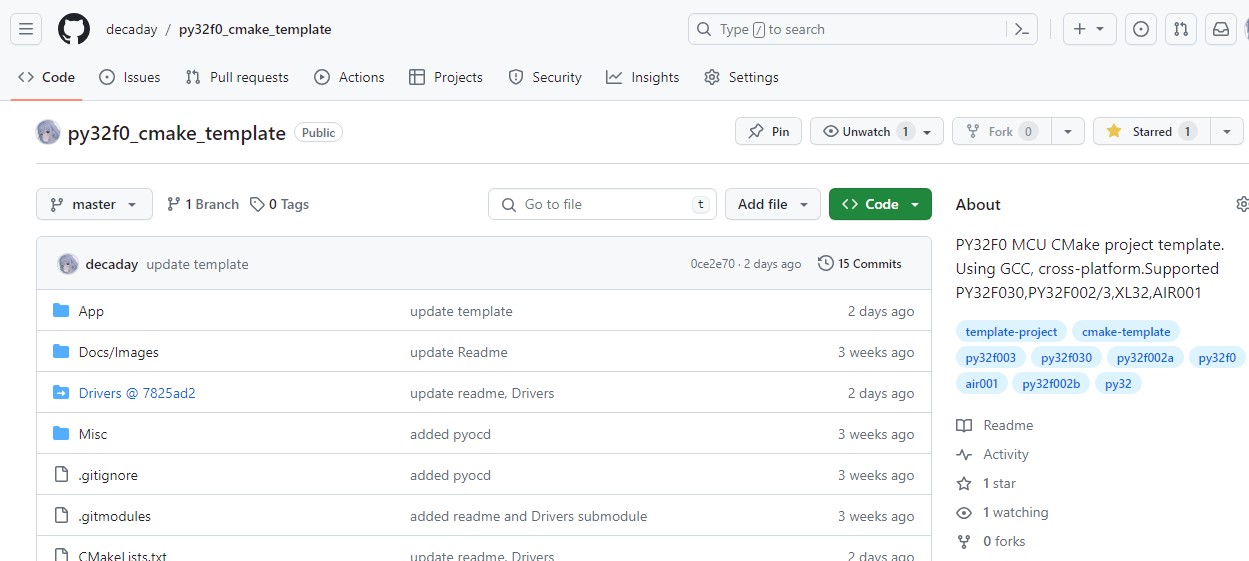 decaday / py32f0_cmake_template
Type / to search
Code Issues Pull requests Actions Projects Security Insights Settings
py32f0_cmake_template Public
Pin Unwatch 1 Fork 0 Starred 1
master 1 Branch 0 Tags Go to file t Add file Code
decaday update template 0ce2e70 · 2 days ago 15 Commits
App update template 2 days ago
Docs/Images update Readme 3 weeks ago
Drivers @ 7825ad2 update readme, Drivers 2 days ago
Misc added pyocd 3 weeks ago
.gitignore added pyocd 3 weeks ago
.gitmodules added readme and Drivers submodule 3 weeks ago
CMakeLists.txt update readme, Drivers 2 days ago
About
PY32F0 MCU CMake project template.
Using GCC, cross-platform.Supported
PY32F030,PY32F002/3,XL32,AIR001
template-project cmake-template
py32f003 py32f030 py32f002a py32f0
air001 py32f002b py32
Readme
Activity
1 star
1 watching
0 forks